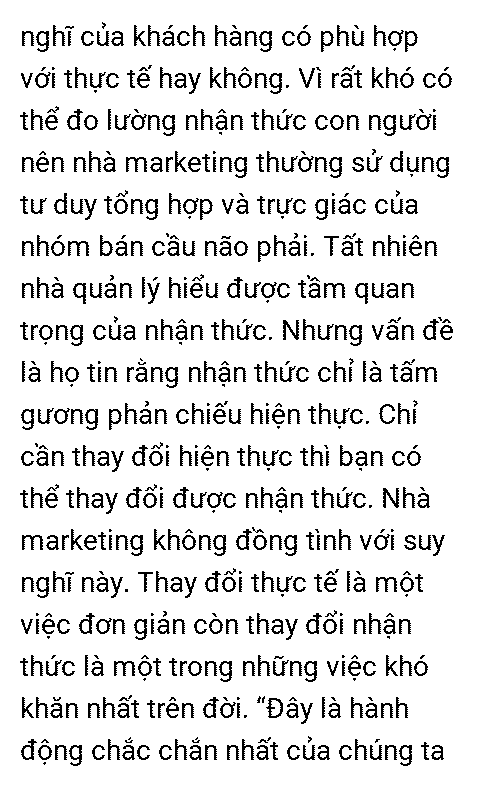 nghĩ của khách hàng có phù hợp
với thực tế hay không. Vì rất khó có
thể đo lường nhận thức con người
nên nhà marketing thường sử dụng
tư duy tổng hợp và trực giác của
nhóm bán cầu não phải. Tất nhiên
nhà quản lý hiểu được tầm quan
trọng của nhận thức. Nhưng vấn đề
là họ tin rằng nhận thức chỉ là tấm
gương phản chiếu hiện thực. Chỉ
cần thay đổi hiện thực thì bạn có
thể thay đổi được nhận thức. Nhà
marketing không đồng tình với suy
nghĩ này. Thay đổi thực tế là một
việc đơn giản còn thay đổi nhận
thức là một trong những việc khó
khăn nhất trên đời. “Đây là hành
động chắc chắn nhất của chúng ta